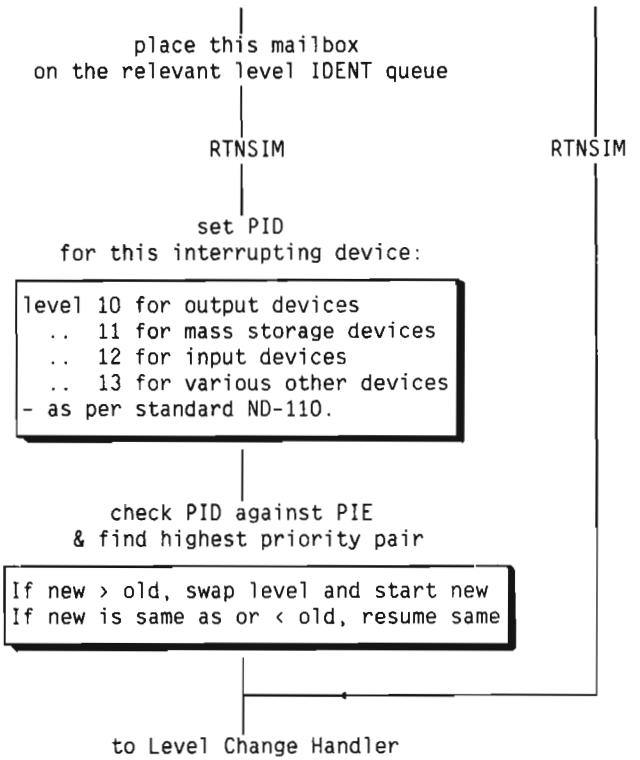 place this mailbox
on the relevant level IDENT queue
RTNSIM
RTNSIM
set PID
for this interrupting device:
level 10 for output devices
.. 11 for mass storage devices
.. 12 for input devices
.. 13 for various other devices
- as per standard ND-110.
check PID against PIE
& find highest priority pair
If new > old, swap level and start new
If new is same as or < old, resume same
to Level Change Handler